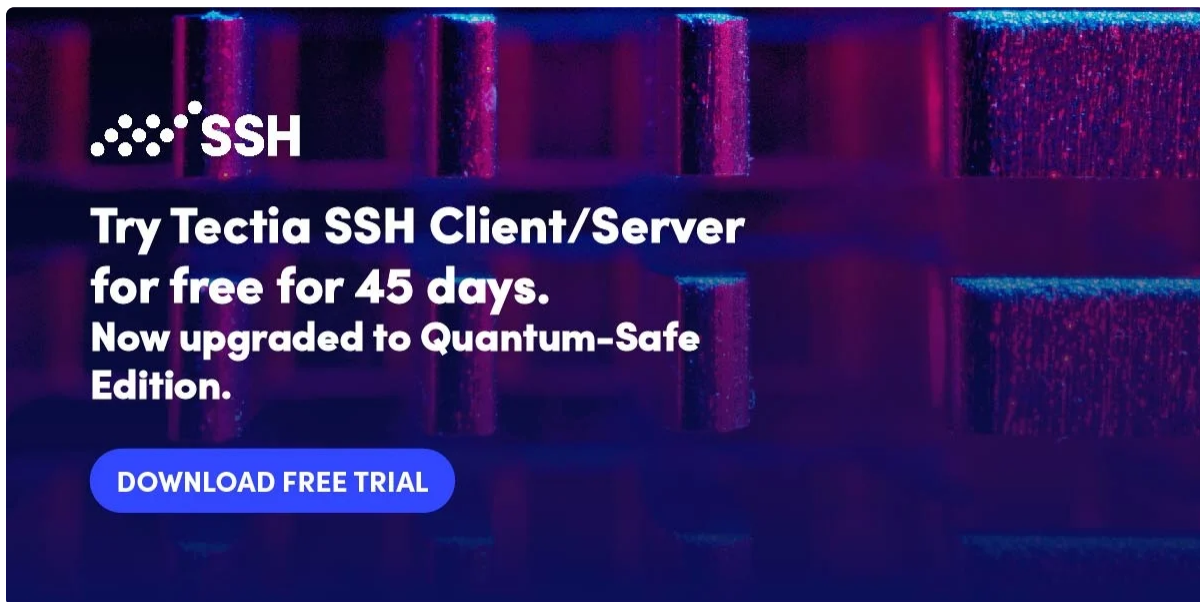 SSH
Try Tectia SSH Client/Server
for free for 45 days.
Now upgraded to Quantum-Safe
Edition.
DOWNLOAD FREE TRIAL